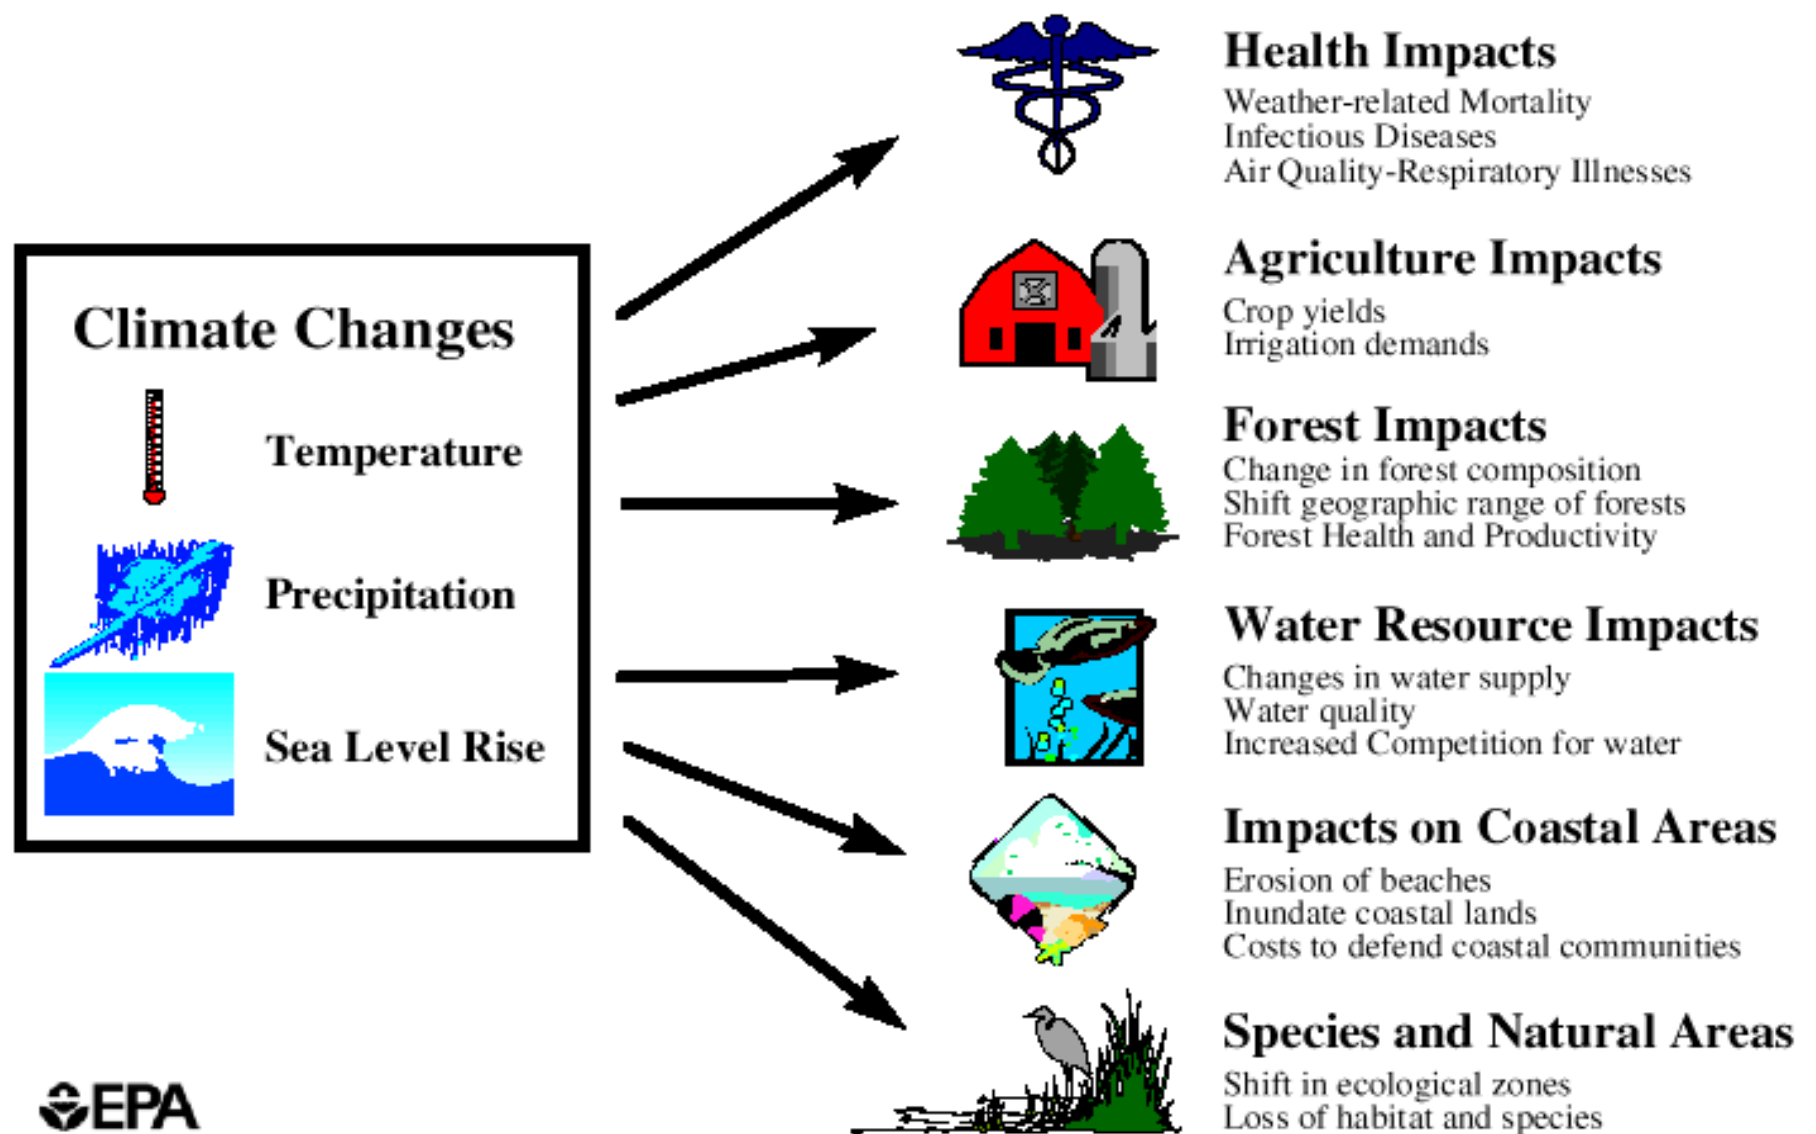 Climate Changes
Temperature
Precipitation
Sea Level Rise
Health Impacts
Weather-related Mortality
Infectious Diseases
Air Quality-Respiratory Illnesses
Agriculture Impacts
Crop yields
Irrigation demands
Forest Impacts
Change in forest composition
Shift geographic range of forests
Forest Health and Productivity
Water Resource Impacts
Changes in water supply
Water quality
Increased Competition for water
Impacts on Coastal Areas
Erosion of beaches
Inundate coastal lands
Costs to defend coastal communities
Species and Natural Areas
Shift in ecological zones
Loss of habitat and species
EPA